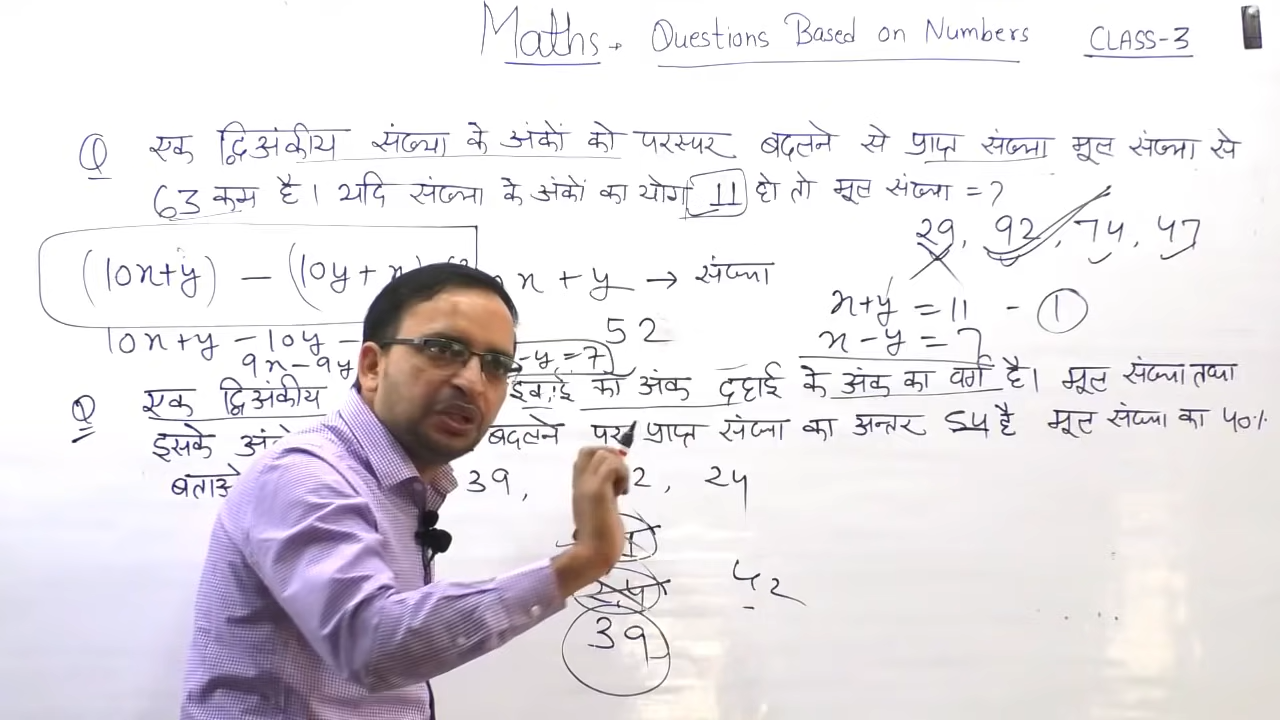 Maths → Questions Based on Numbers CLASS-3
Q एक द्विअंकीय संख्या के अंकों को परस्पर बदलने से प्राप्त संख्या मूल संख्या से
63 कम है। यदि संख्या के अंकों का योग 11 हो तो मूल संख्या = ?
29, 92, 74, 47
(10x+y) - (10y+ x + y → संख्या
x+y = 11 - ①
10x+y - 10y - 52 x - y = 7
9x - 9y -y = 7
Q एक द्विअंकीय इकाई का अंक दहाई के अंक का वर्ग है। मूल संख्या तथा
इसके बदलने पर प्राप्त संख्या का अन्तर 54 है मूल संख्या का 40%
बताओ 39, 2, 24
42
39